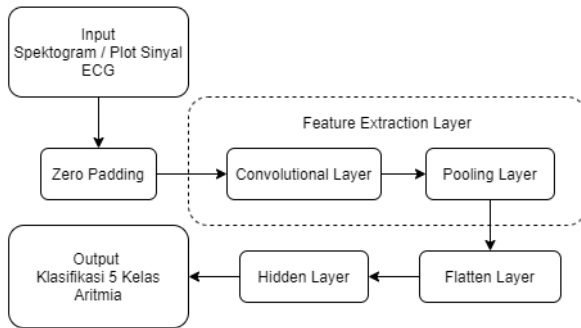 Input
Spektogram / Plot Sinyal
ECG
Feature Extraction Layer
Zero Padding
Convolutional Layer
Pooling Layer
Output
Klasifikasi 5 Kelas
Aritmia
Hidden Layer
Flatten Layer